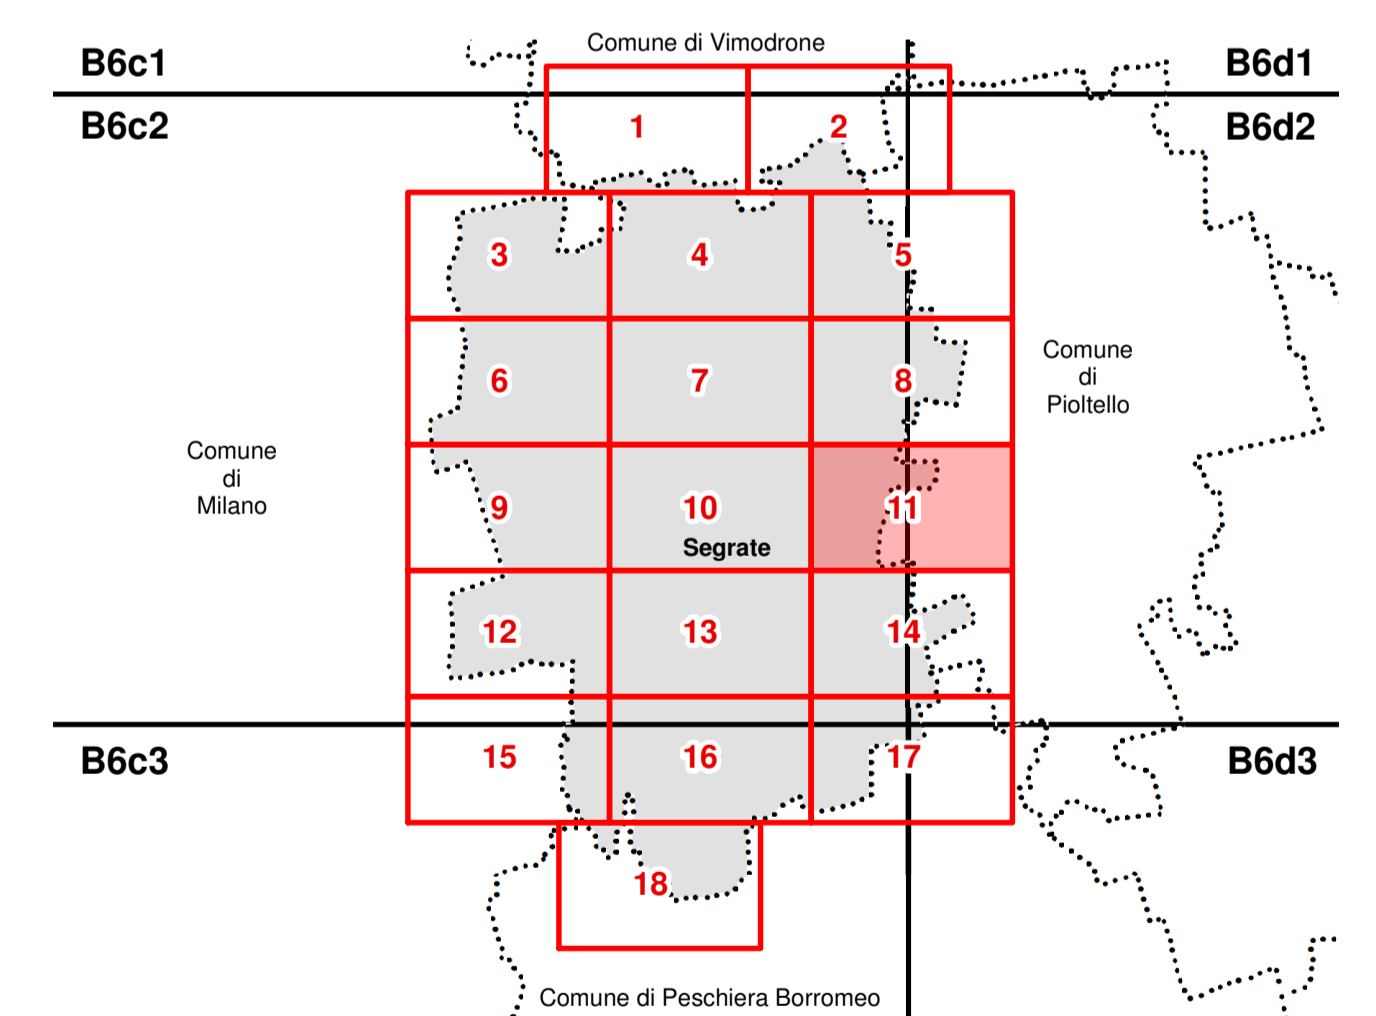 Comune di Vimodrone
B6c1
B6d1
B6c2
B6d2
1
2
3
4
5
6
7
8
Comune
di
Pioltello
Comune
di
Milano
9
10
11
Segrate
12
13
14
15
16
17
B6c3
B6d3
18
Comune di Peschiera Borromeo